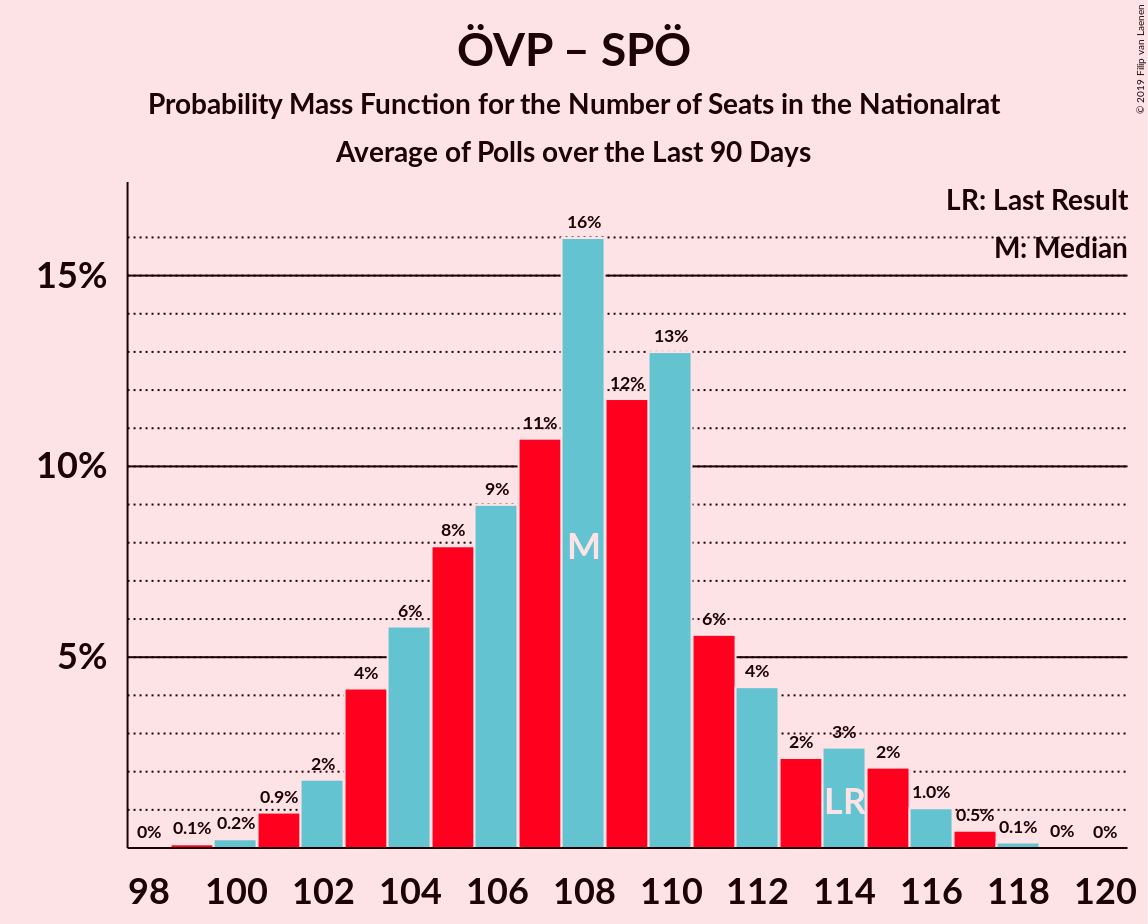 ÖVP – SPÖ
Probability Mass Function for the Number of Seats in the Nationalrat
Average of Polls over the Last 90 Days
© 2019 Filip van Laenen
LR: Last Result
M: Median
15%
10%
5%
0%
0.1%
0.2%
0.9%
2%
4%
6%
8%
9%
11%
16%
12%
13%
6%
4%
2%
3%
2%
1.0%
0.5%
0.1%
0%
0%
M
LR
98 100 102 104 106 108 110 112 114 116 118 120